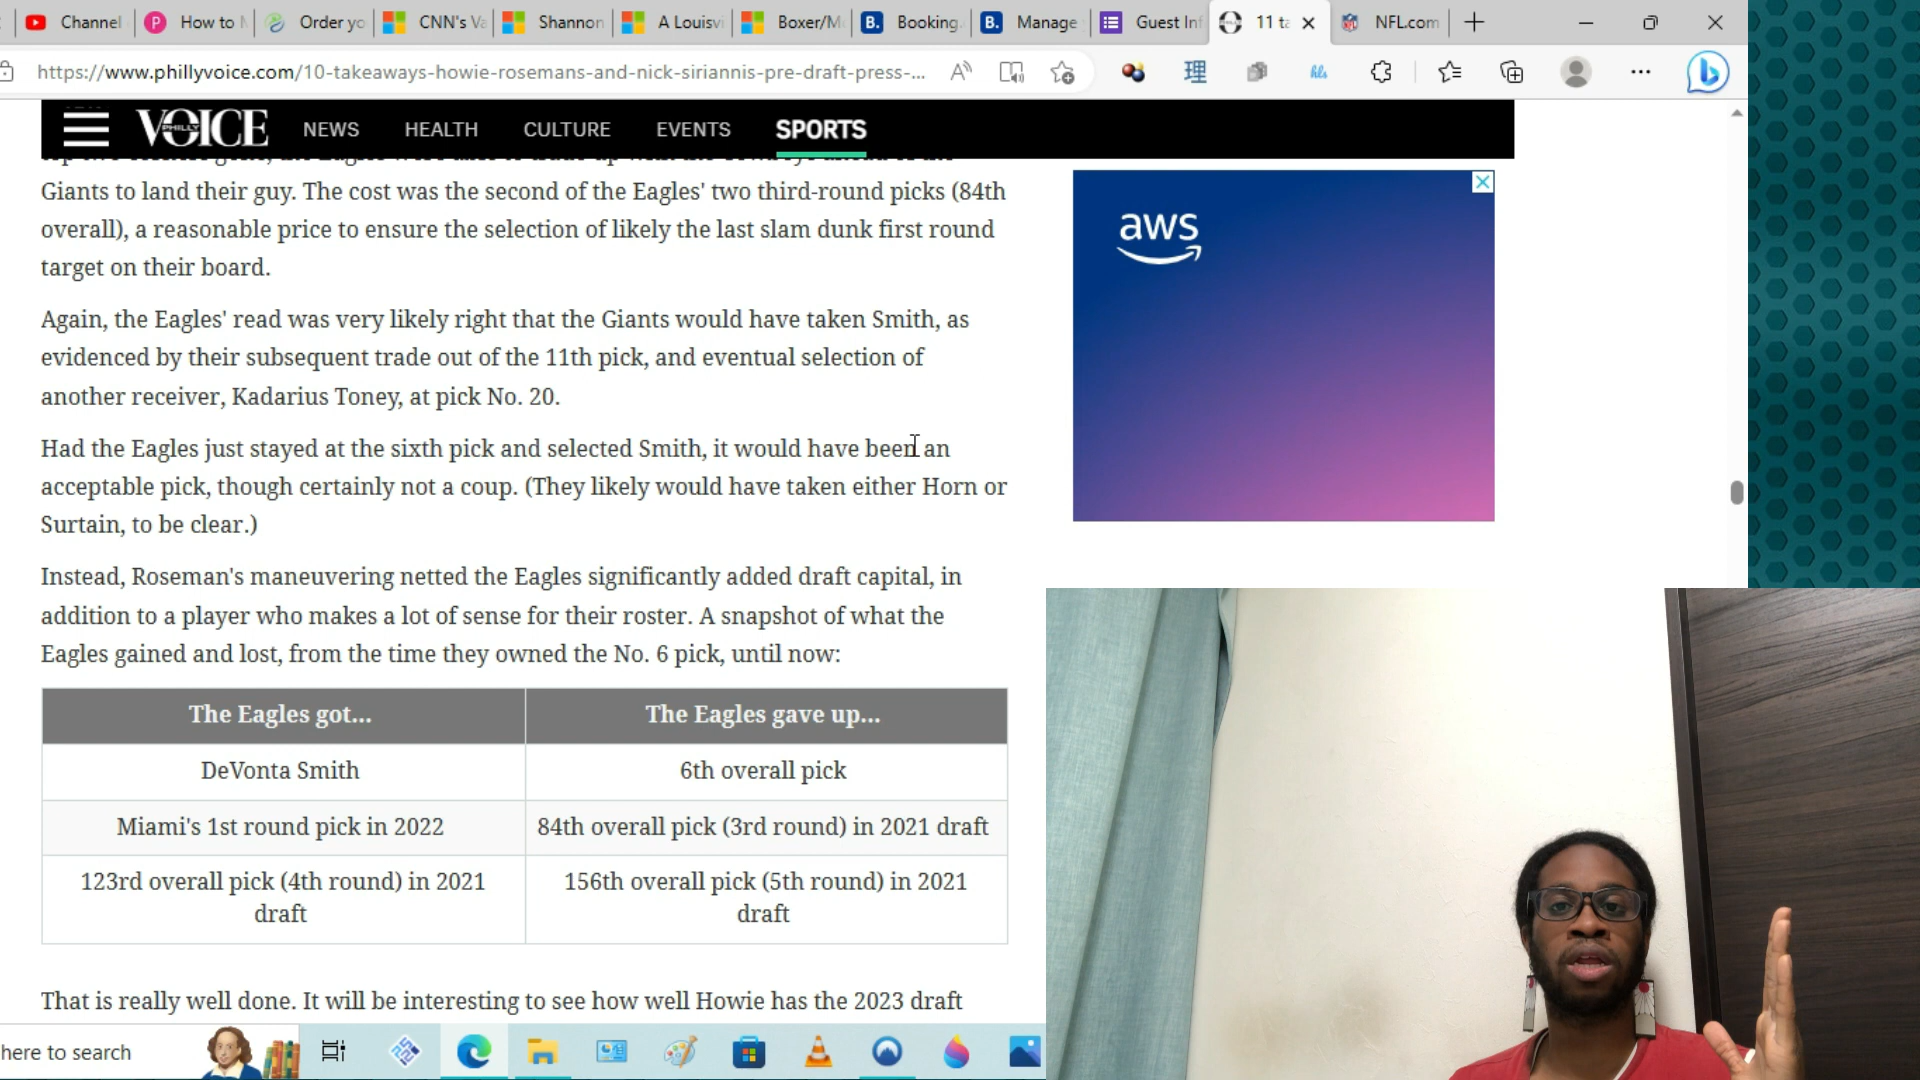 Channel
How to
Order yo
CNN's Va
Shannon
A Louisvi
Boxer/M
Booking.
Manage
Guest Inf
11 ta
NFL.com
https://www.phillyvoice.com/10-takeaways-howie-rosemans-and-nick-siriannis-pre-draft-press-...
理
hls
PHILLY VOICE
NEWS
HEALTH
CULTURE
EVENTS
SPORTS
Giants to land their guy. The cost was the second of the Eagles' two third-round picks (84th
overall), a reasonable price to ensure the selection of likely the last slam dunk first round
target on their board.
aws
Again, the Eagles' read was very likely right that the Giants would have taken Smith, as
evidenced by their subsequent trade out of the 11th pick, and eventual selection of
another receiver, Kadarius Toney, at pick No. 20.
Had the Eagles just stayed at the sixth pick and selected Smith, it would have been an
acceptable pick, though certainly not a coup. (They likely would have taken either Horn or
Surtain, to be clear.)
Instead, Roseman's maneuvering netted the Eagles significantly added draft capital, in
addition to a player who makes a lot of sense for their roster. A snapshot of what the
Eagles gained and lost, from the time they owned the No. 6 pick, until now:
The Eagles got...
The Eagles gave up...
DeVonta Smith
6th overall pick
Miami's 1st round pick in 2022
84th overall pick (3rd round) in 2021 draft
123rd overall pick (4th round) in 2021
draft
156th overall pick (5th round) in 2021
draft
That is really well done. It will be interesting to see how well Howie has the 2023 draft
here to search